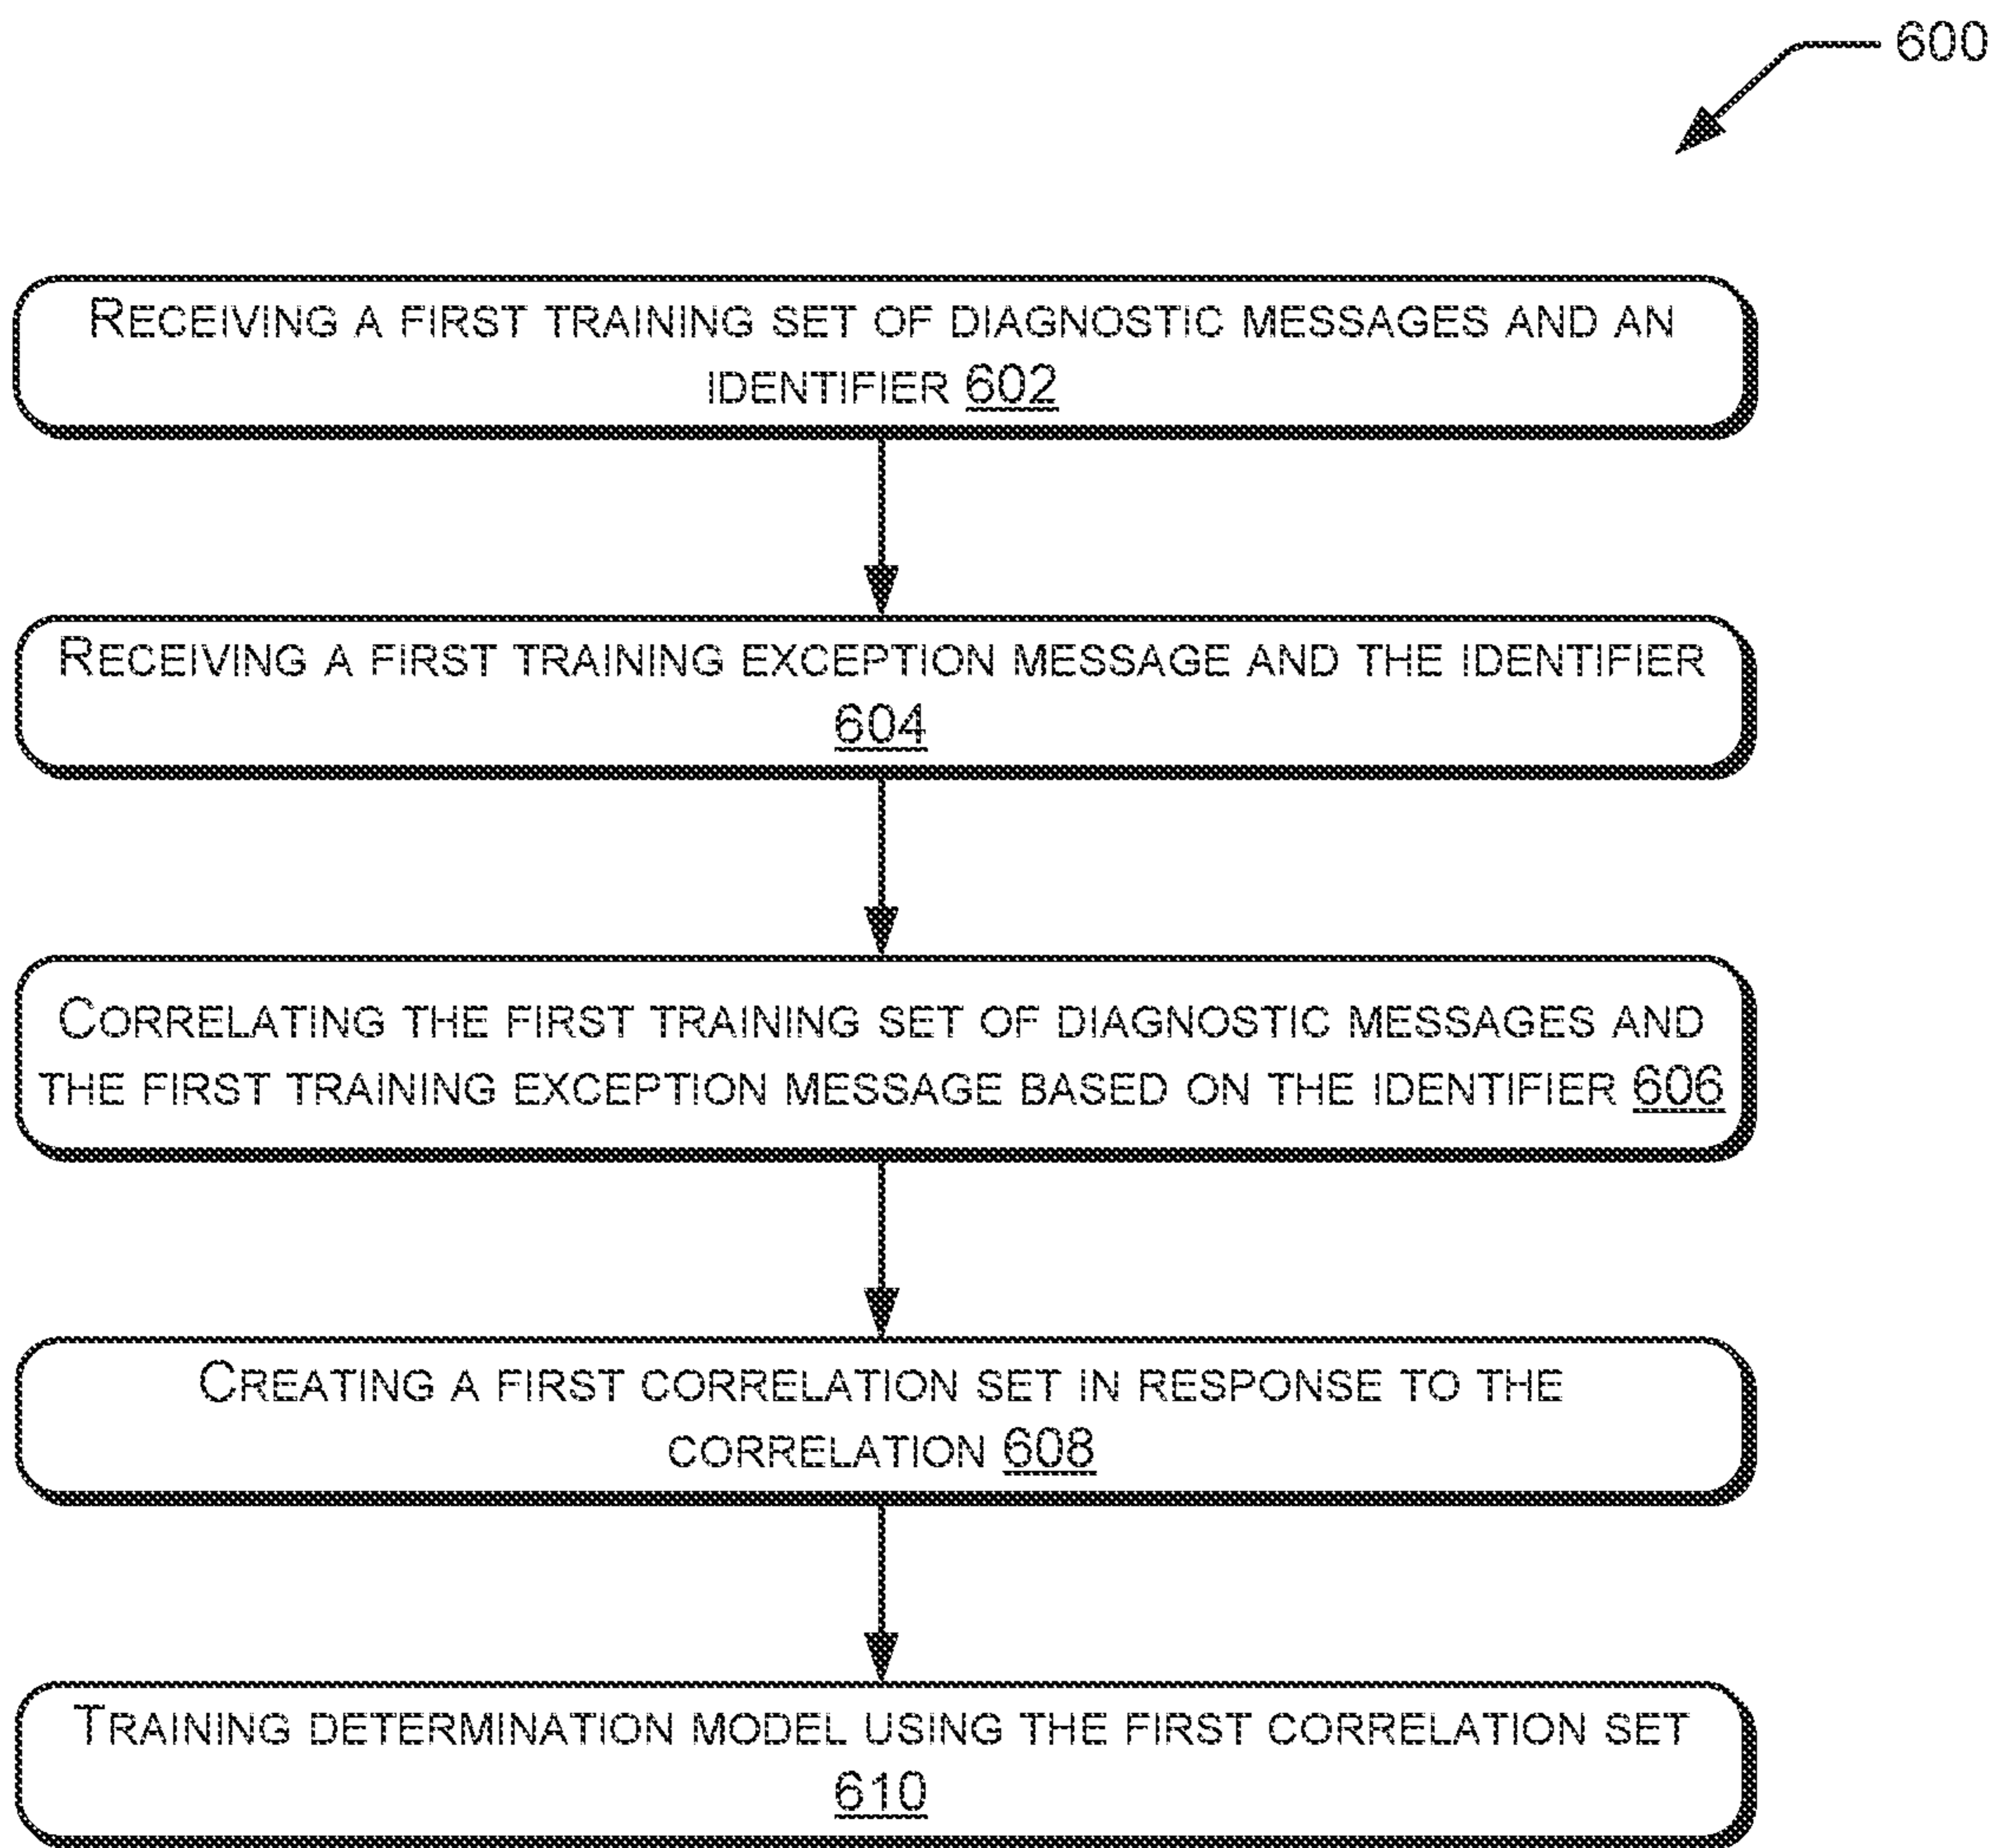 600
RECEIVING A FIRST TRAINING SET OF DIAGNOSTIC MESSAGES AND AN
IDENTIFIER 602
RECEIVING A FIRST TRAINING EXCEPTION MESSAGE AND THE IDENTIFIER
604
CORRELATING THE FIRST TRAINING SET OF DIAGNOSTIC MESSAGES AND
THE FIRST TRAINING EXCEPTION MESSAGE BASED ON THE IDENTIFIER 606
CREATING A FIRST CORRELATION SET IN RESPONSE TO THE
CORRELATION 608
TRAINING DETERMINATION MODEL USING THE FIRST CORRELATION SET
610